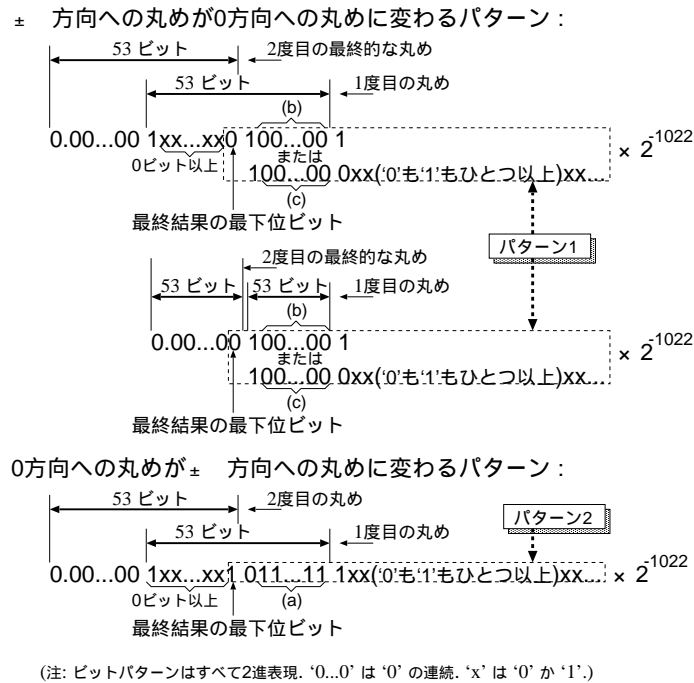 ± 方向への丸めが0方向への丸めに変わるパターン：
53 ビット
2度目の最終的な丸め
53 ビット
1度目の丸め
(b)
0.00...00 1xx...xx0 100...00 1
0ビット以上
または
× 2^-1022
100...00 0xx('0'も'1'もひとつ以上)xx...
(c)
最終結果の最下位ビット
パターン1
2度目の最終的な丸め
53 ビット
53 ビット
1度目の丸め
(b)
0.00...00 100...00 1
または
× 2^-1022
100...00 0xx('0'も'1'もひとつ以上)xx...
(c)
最終結果の最下位ビット
0方向への丸めが± 方向への丸めに変わるパターン：
53 ビット
2度目の最終的な丸め
パターン2
53 ビット
1度目の丸め
0.00...00 1xx...xx1 011...11 1xx('0'も'1'もひとつ以上)xx... × 2^-1022
0ビット以上
(a)
最終結果の最下位ビット
(注: ビットパターンはすべて2進表現. '0...0' は '0' の連続. 'x' は '0' か '1'.)